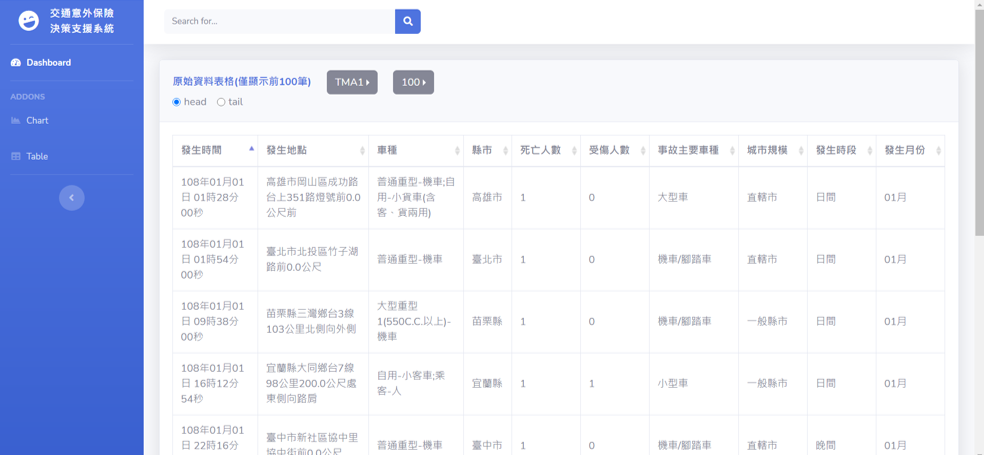 交通意外保險
決策支援系統
Dashboard
ADDONS
Chart
Table
Search for...
原始資料表格(僅顯示前100筆)
TMA1
100
head
tail
發生時間
發生地點
車種
縣市
死亡人數
受傷人數
事故主要車種
城市規模
發生時段
發生月份
108年01月01
日 01時28分
00秒
高雄市岡山區成功路
台上351路燈號前0.0
公尺前
普通重型-機車;自
用-小貨車(含
客、貨兩用)
高雄市
1
0
大型車
直轄市
日間
01月
108年01月01
日 01時54分
00秒
臺北市北投區竹子湖
路前0.0公尺
普通重型-機車
臺北市
1
0
機車/腳踏車
直轄市
日間
01月
108年01月01
日 09時38分
00秒
苗栗縣三灣鄉台3線
103公里北側向外側
大型重型
1(550C.C.以上)-
機車
苗栗縣
1
0
機車/腳踏車
一般縣市
日間
01月
108年01月01
日 16時12分
54秒
宜蘭縣大同鄉台7線
98公里200.0公尺處
東側向路肩
自用-小客車;乘
客-人
宜蘭縣
1
1
小型車
一般縣市
日間
01月
108年01月01
日 22時16分
臺中市新社區協中里
協中街前0.0公尺
普通重型-機車
臺中市
1
0
機車/腳踏車
直轄市
晚間
01月